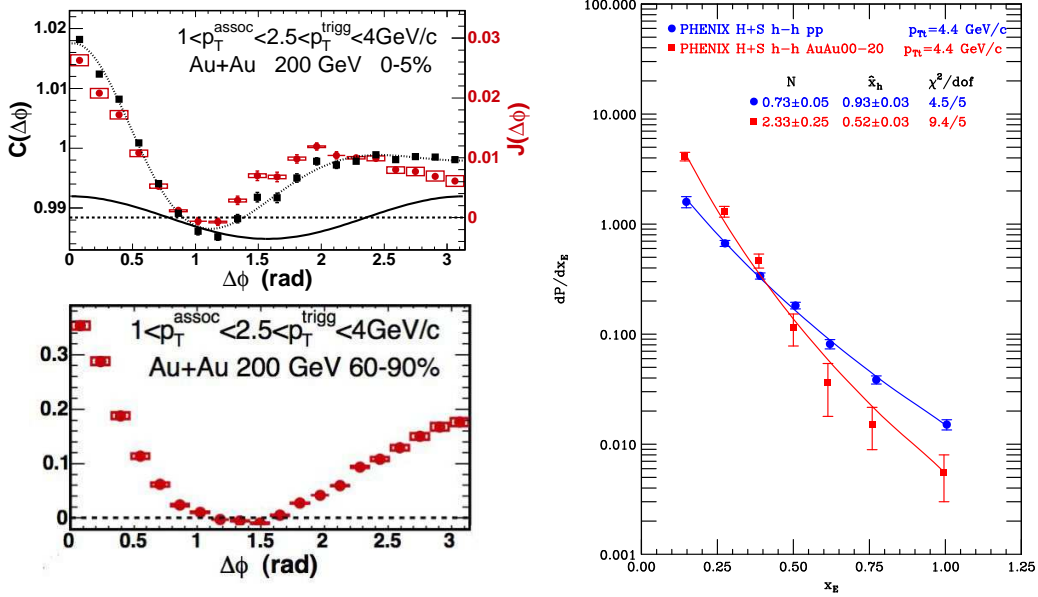 1<p_T^assoc<2.5<p_T^trigg<4GeV/c
Au+Au 200 GeV 0-5%
C(Δϕ)
1.02
1.01
1
0.99
J(Δϕ)
0.03
0.02
0.01
0
0 0.5 1 1.5 2 2.5 3
Δϕ (rad)
1<p_T^assoc<2.5<p_T^trigg<4GeV/c
Au+Au 200 GeV 60-90%
0.3
0.2
0.1
0
0 0.5 1 1.5 2 2.5 3
Δϕ (rad)
PHENIX H+S h-h pp p_Tt=4.4 GeV/c
PHENIX H+S h-h AuAu00-20 p_Tt=4.4 GeV/c
N x̂_h χ²/dof
0.73±0.05 0.93±0.03 4.5/5
2.33±0.25 0.52±0.03 9.4/5
dP/dx_E
100.000
10.000
1.000
0.100
0.010
0.001
0.00 0.25 0.50 0.75 1.00 1.25
x_E